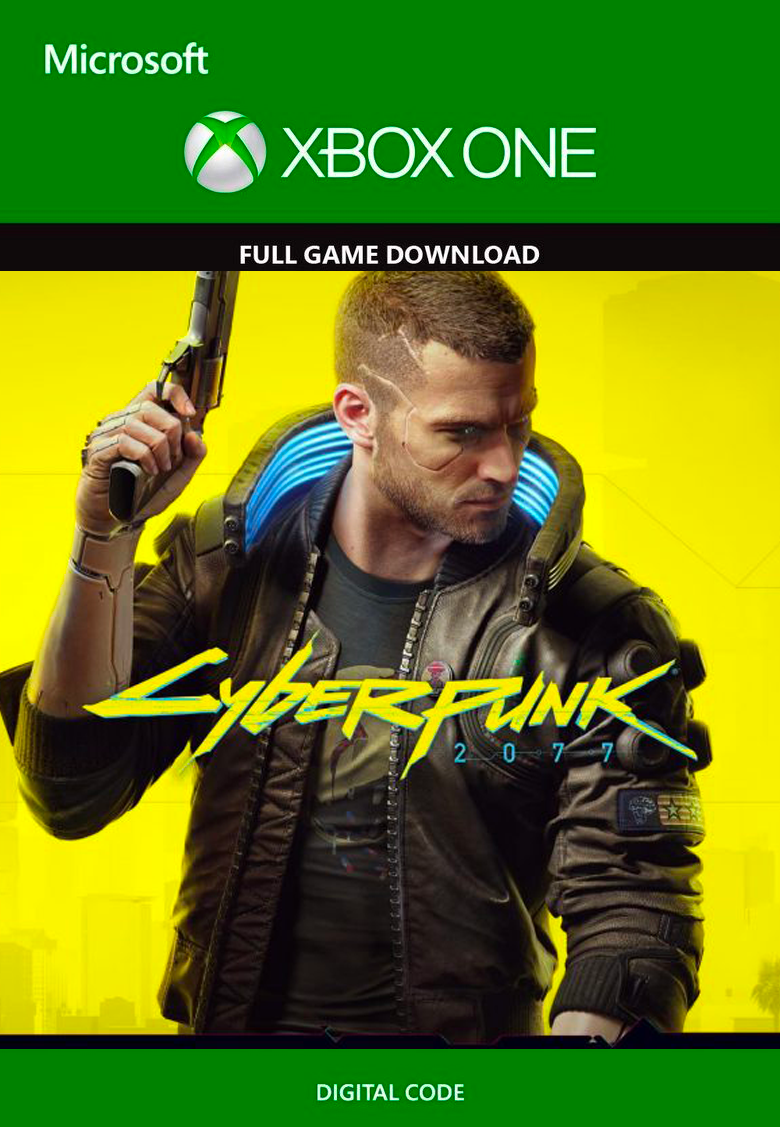 Microsoft
XBOX ONE
FULL GAME DOWNLOAD
CYBERPUNK
2077
DIGITAL CODE